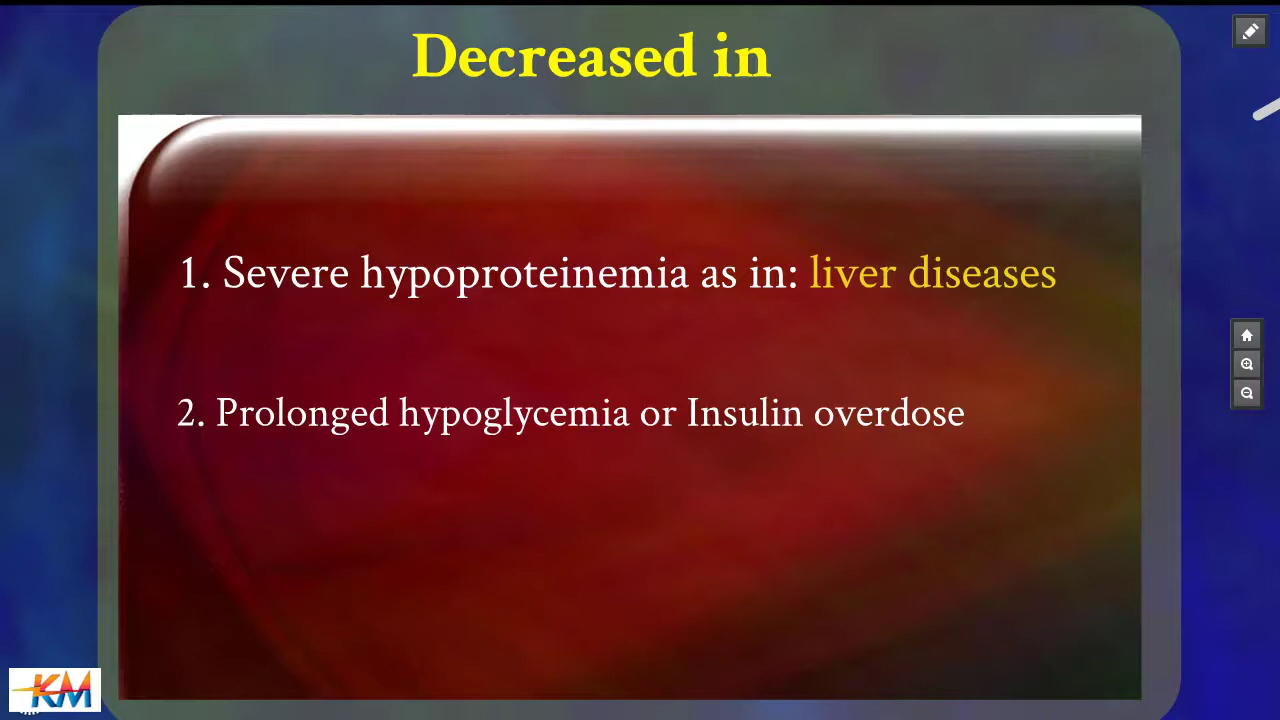 Decreased in
1. Severe hypoproteinemia as in: liver diseases
2. Prolonged hypoglycemia or Insulin overdose
KM